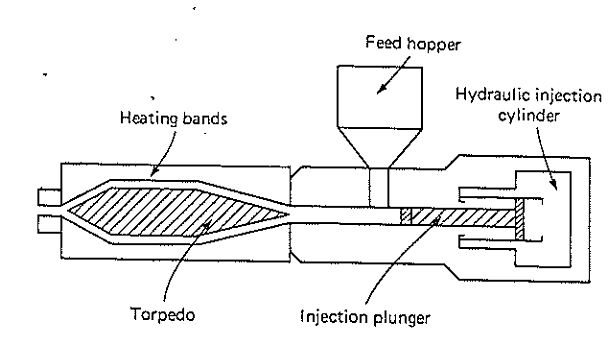 Feed hopper
Hydraulic injection
cylinder
Heating bands
Torpedo
Injection plunger